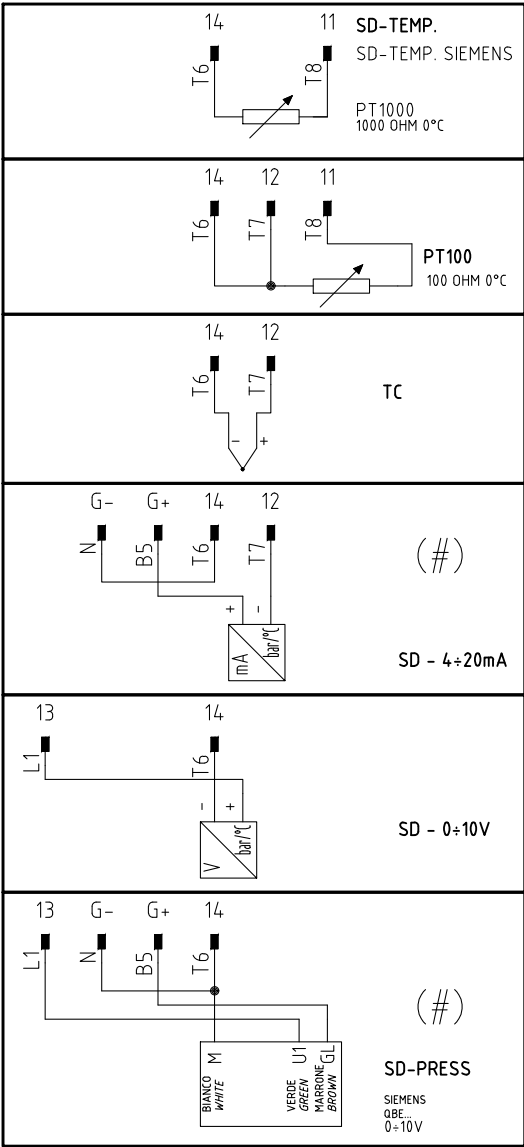 14 11 SD-TEMP.
SD-TEMP. SIEMENS
T6 T8
PT1000
1000 OHM 0°C
14 12 11
T6 T7 T8
PT100
100 OHM 0°C
14 12
T6 T7
TC
- +
G- G+ 14 12
N B5 T6 T7
(#)
+ -
mA bar/°C
SD - 4÷20mA
13 14
L1 T6
- +
V bar/°C
SD - 0÷10V
13 G- G+ 14
L1 N B5 T6
(#)
M U1 GL
BIANCO
WHITE
VERDE
GREEN
MARRONE
BROWN
SD-PRESS
SIEMENS
QBE...
0÷10V